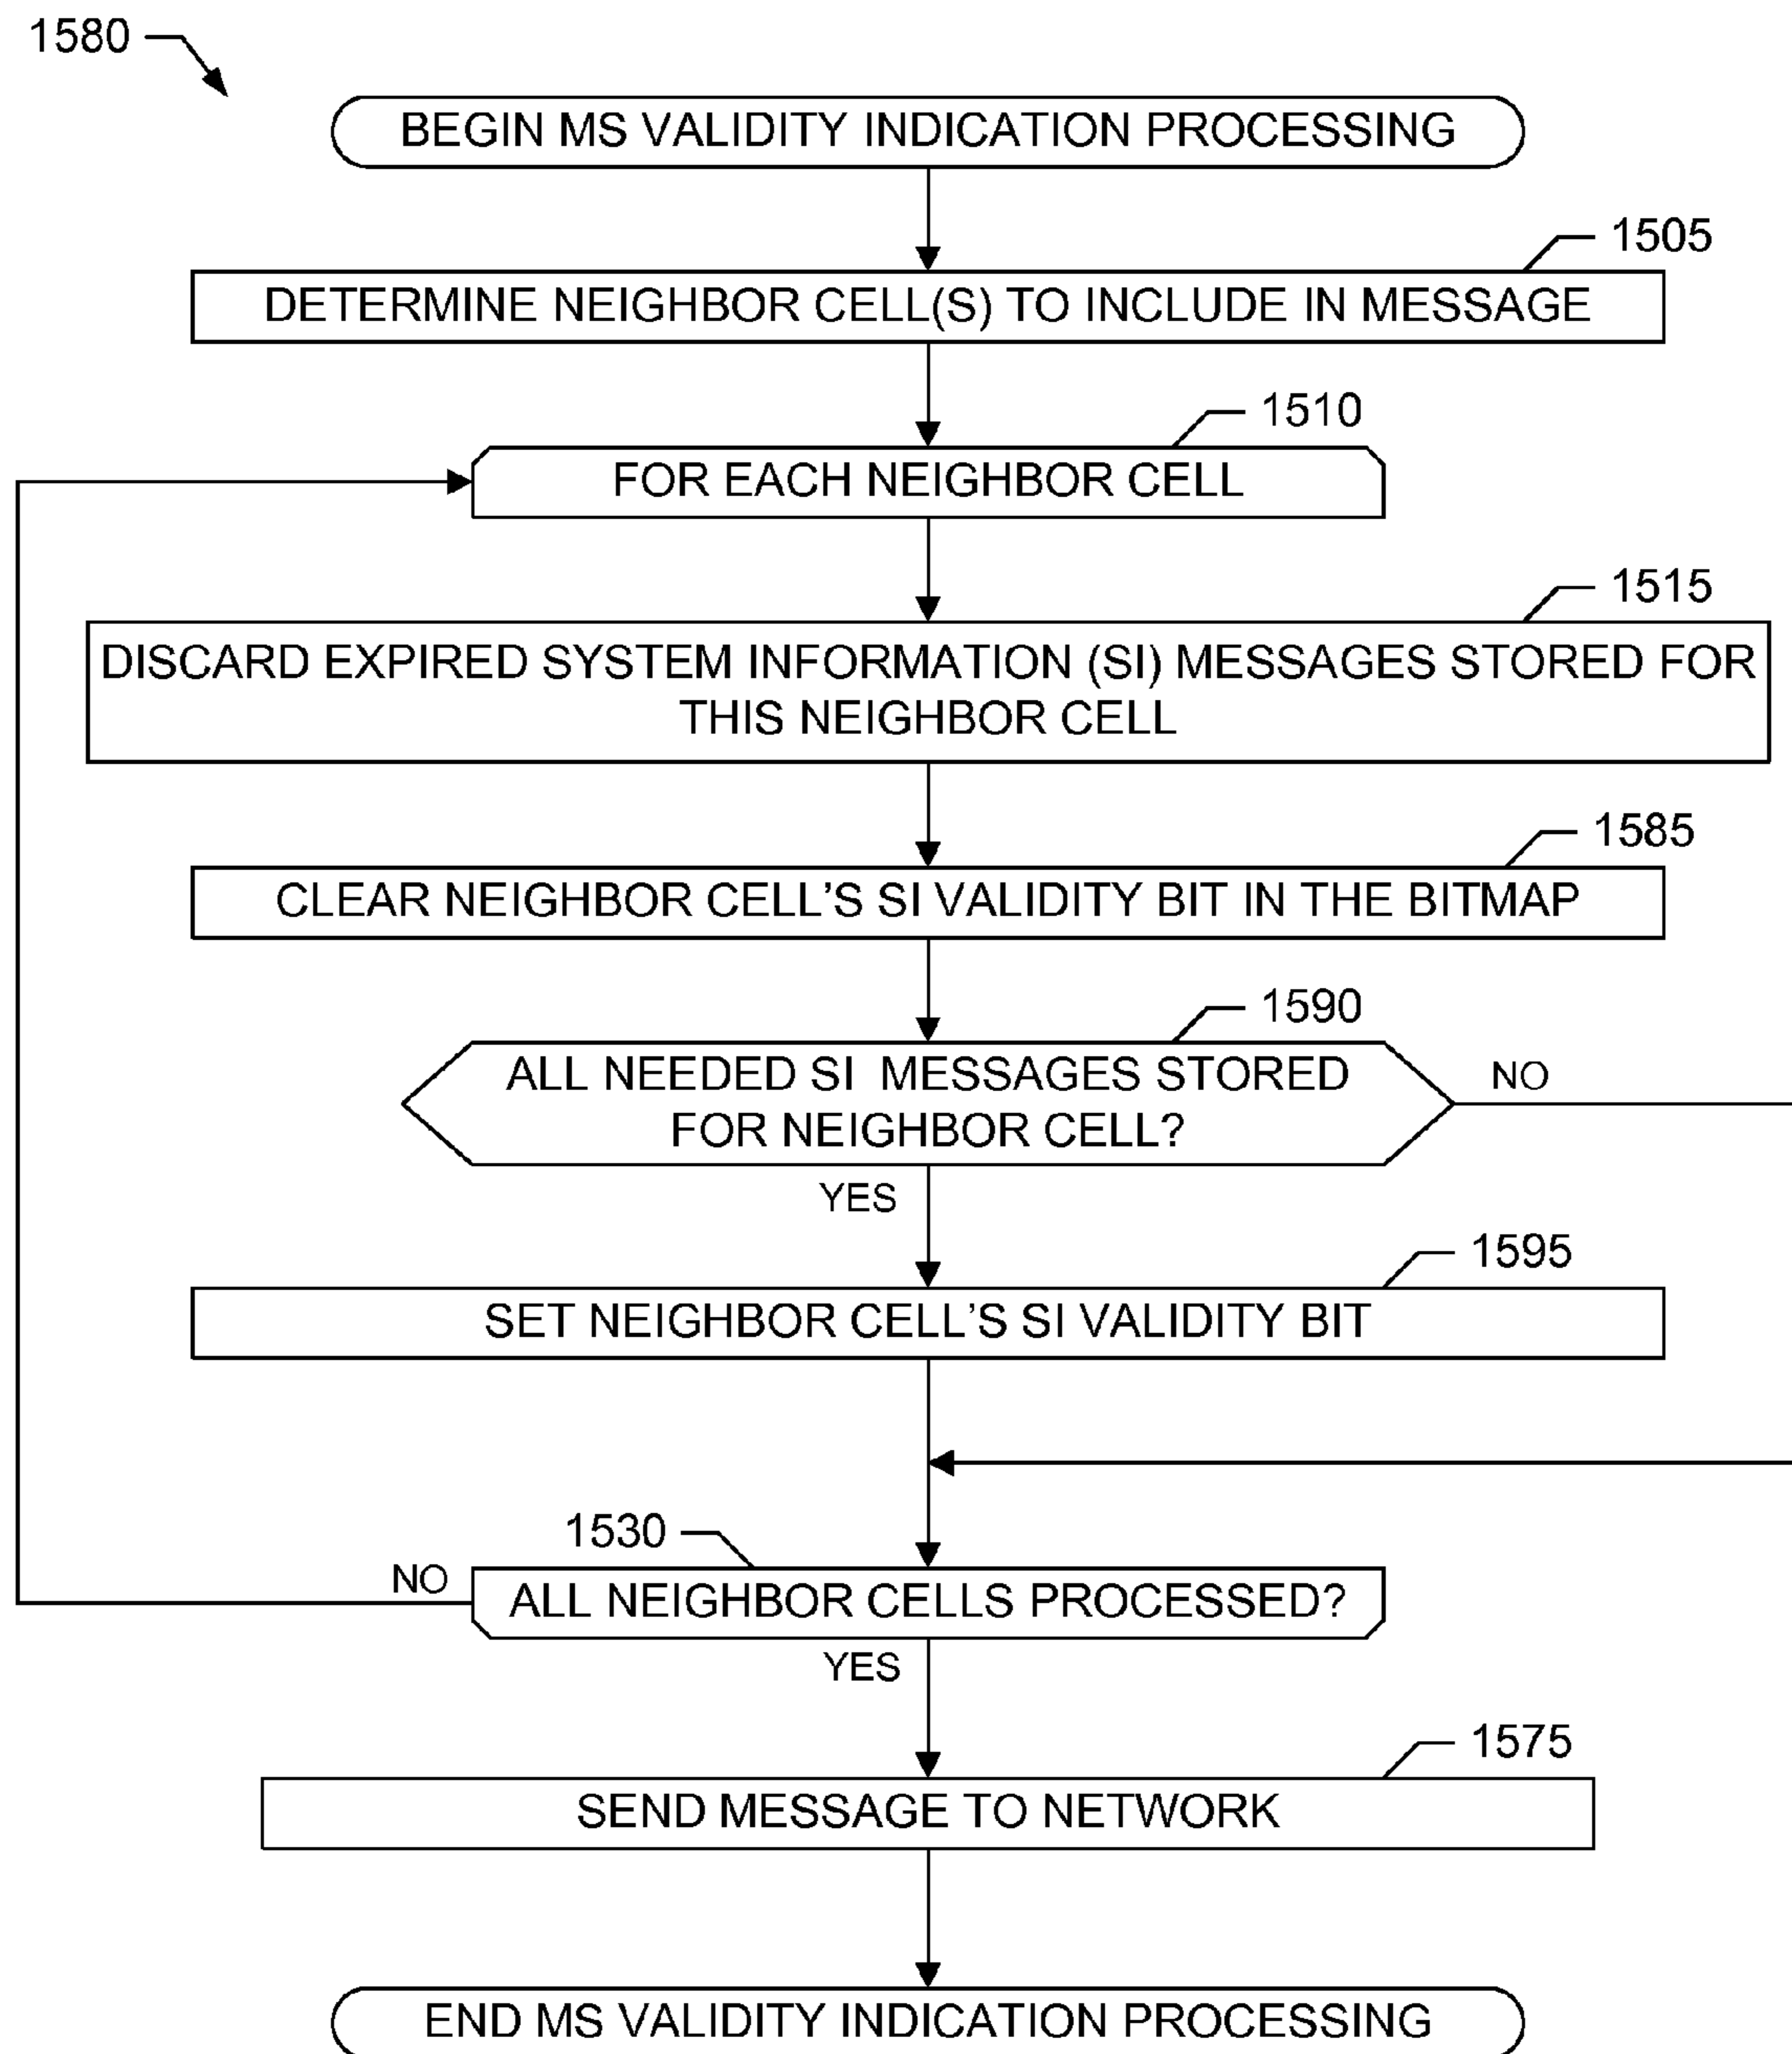 1580
BEGIN MS VALIDITY INDICATION PROCESSING
1505
DETERMINE NEIGHBOR CELL(S) TO INCLUDE IN MESSAGE
1510
FOR EACH NEIGHBOR CELL
1515
DISCARD EXPIRED SYSTEM INFORMATION (SI) MESSAGES STORED FOR
THIS NEIGHBOR CELL
1585
CLEAR NEIGHBOR CELL'S SI VALIDITY BIT IN THE BITMAP
1590
ALL NEEDED SI MESSAGES STORED
FOR NEIGHBOR CELL?
NO
YES
1595
SET NEIGHBOR CELL'S SI VALIDITY BIT
1530
NO
ALL NEIGHBOR CELLS PROCESSED?
YES
1575
SEND MESSAGE TO NETWORK
END MS VALIDITY INDICATION PROCESSING